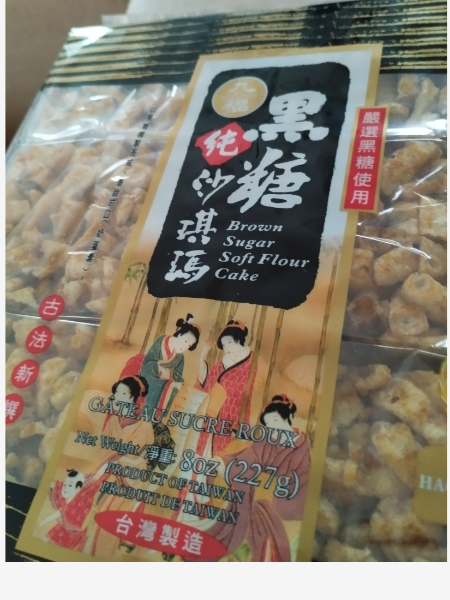 九福
黑糖
純
沙琪瑪
Brown
Sugar
Soft Flour
Cake
嚴選黑糖使用
古法新撰
GATEAU SUCRE ROUX
Net Weight/淨重: 8oz (227g)
PRODUCT OF TAIWAN
PRODUIT DE TAIWAN
台灣製造